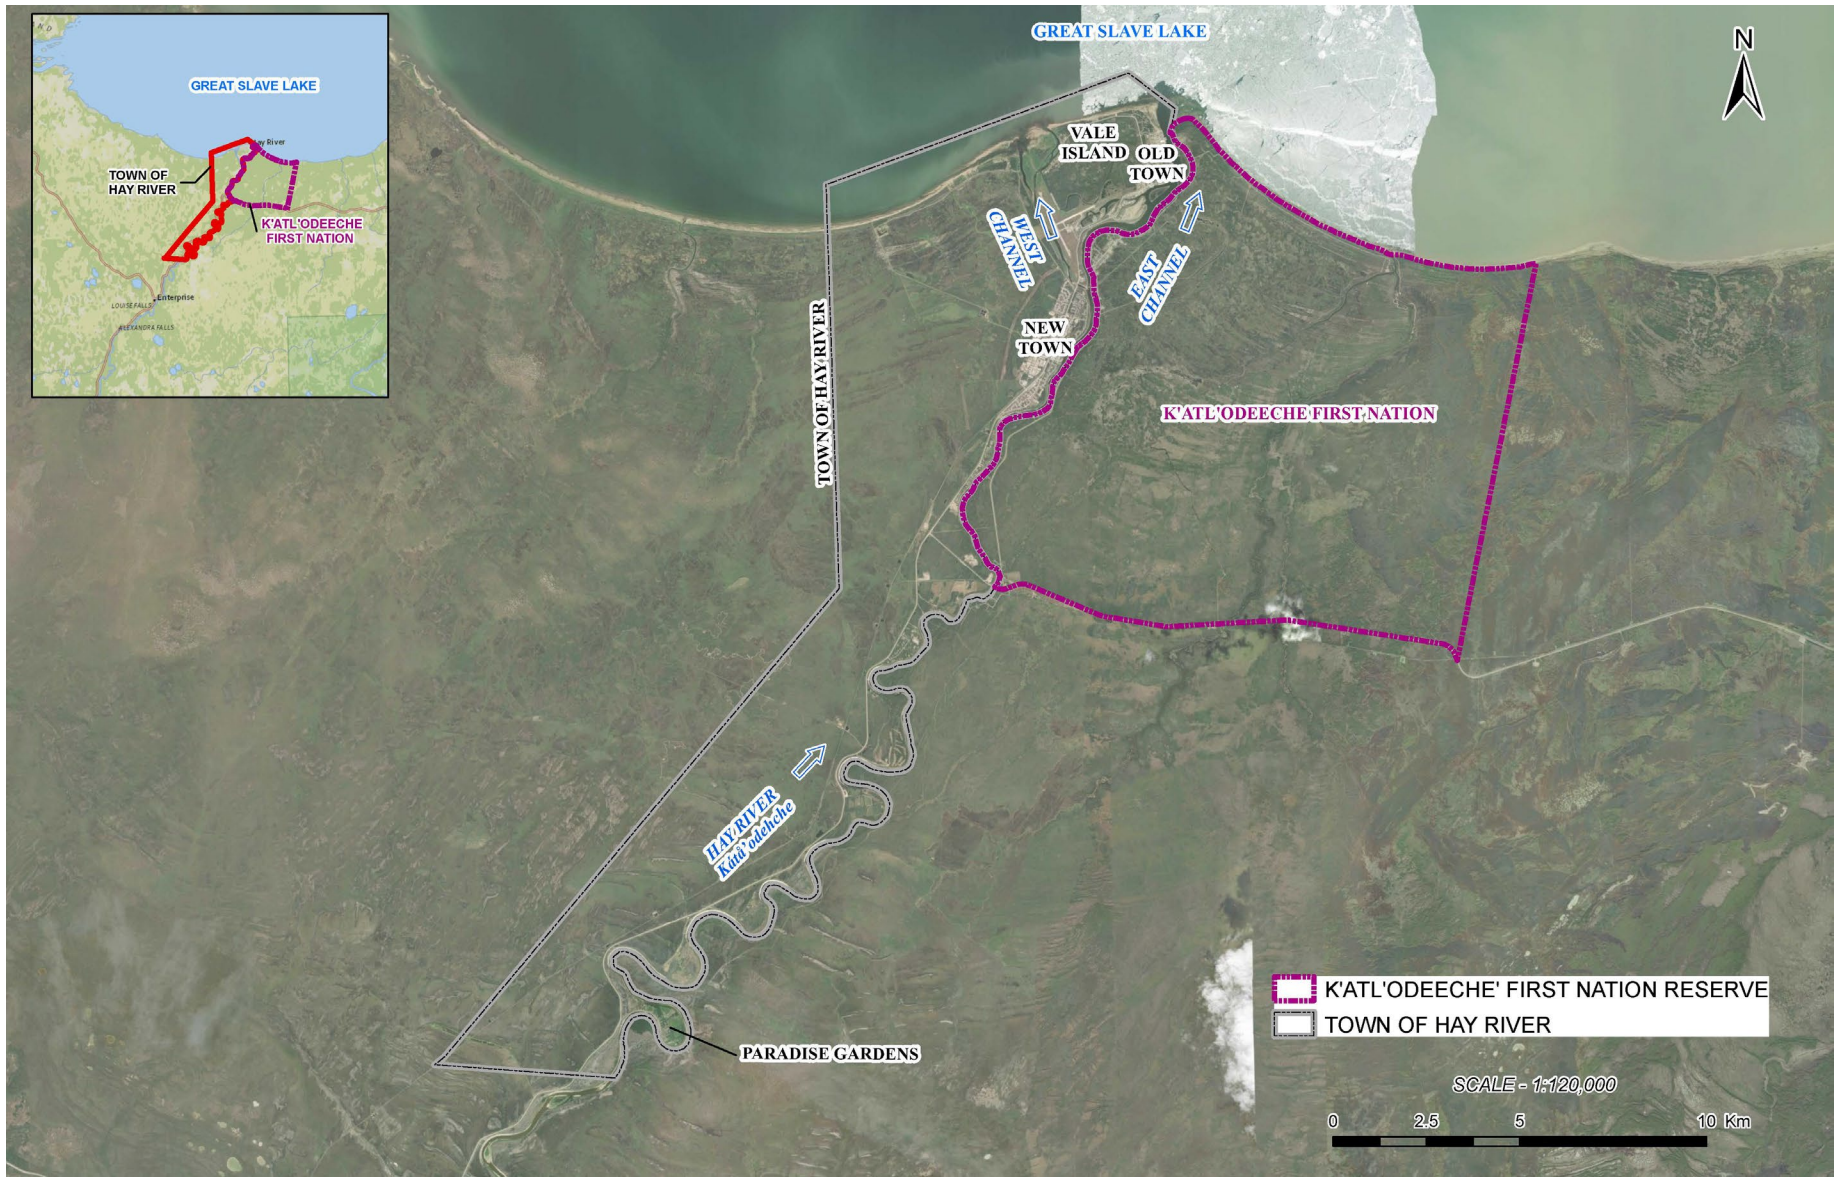 GREAT SLAVE LAKE
Hay River
TOWN OF
HAY RIVER
K'ATL'ODEECHE
FIRST NATION
Enterprise
LOUISE FALLS
ALEXANDRA FALLS
GREAT SLAVE LAKE
N
VALE
ISLAND
OLD
TOWN
WEST
CHANNEL
EAST
CHANNEL
NEW
TOWN
TOWN OF HAY RIVER
K'ATL'ODEECHE FIRST NATION
HAY RIVER
Kátå'odehche
PARADISE GARDENS
K'ATL'ODEECHE' FIRST NATION RESERVE
TOWN OF HAY RIVER
SCALE - 1:120,000
0 2.5 5 10 Km